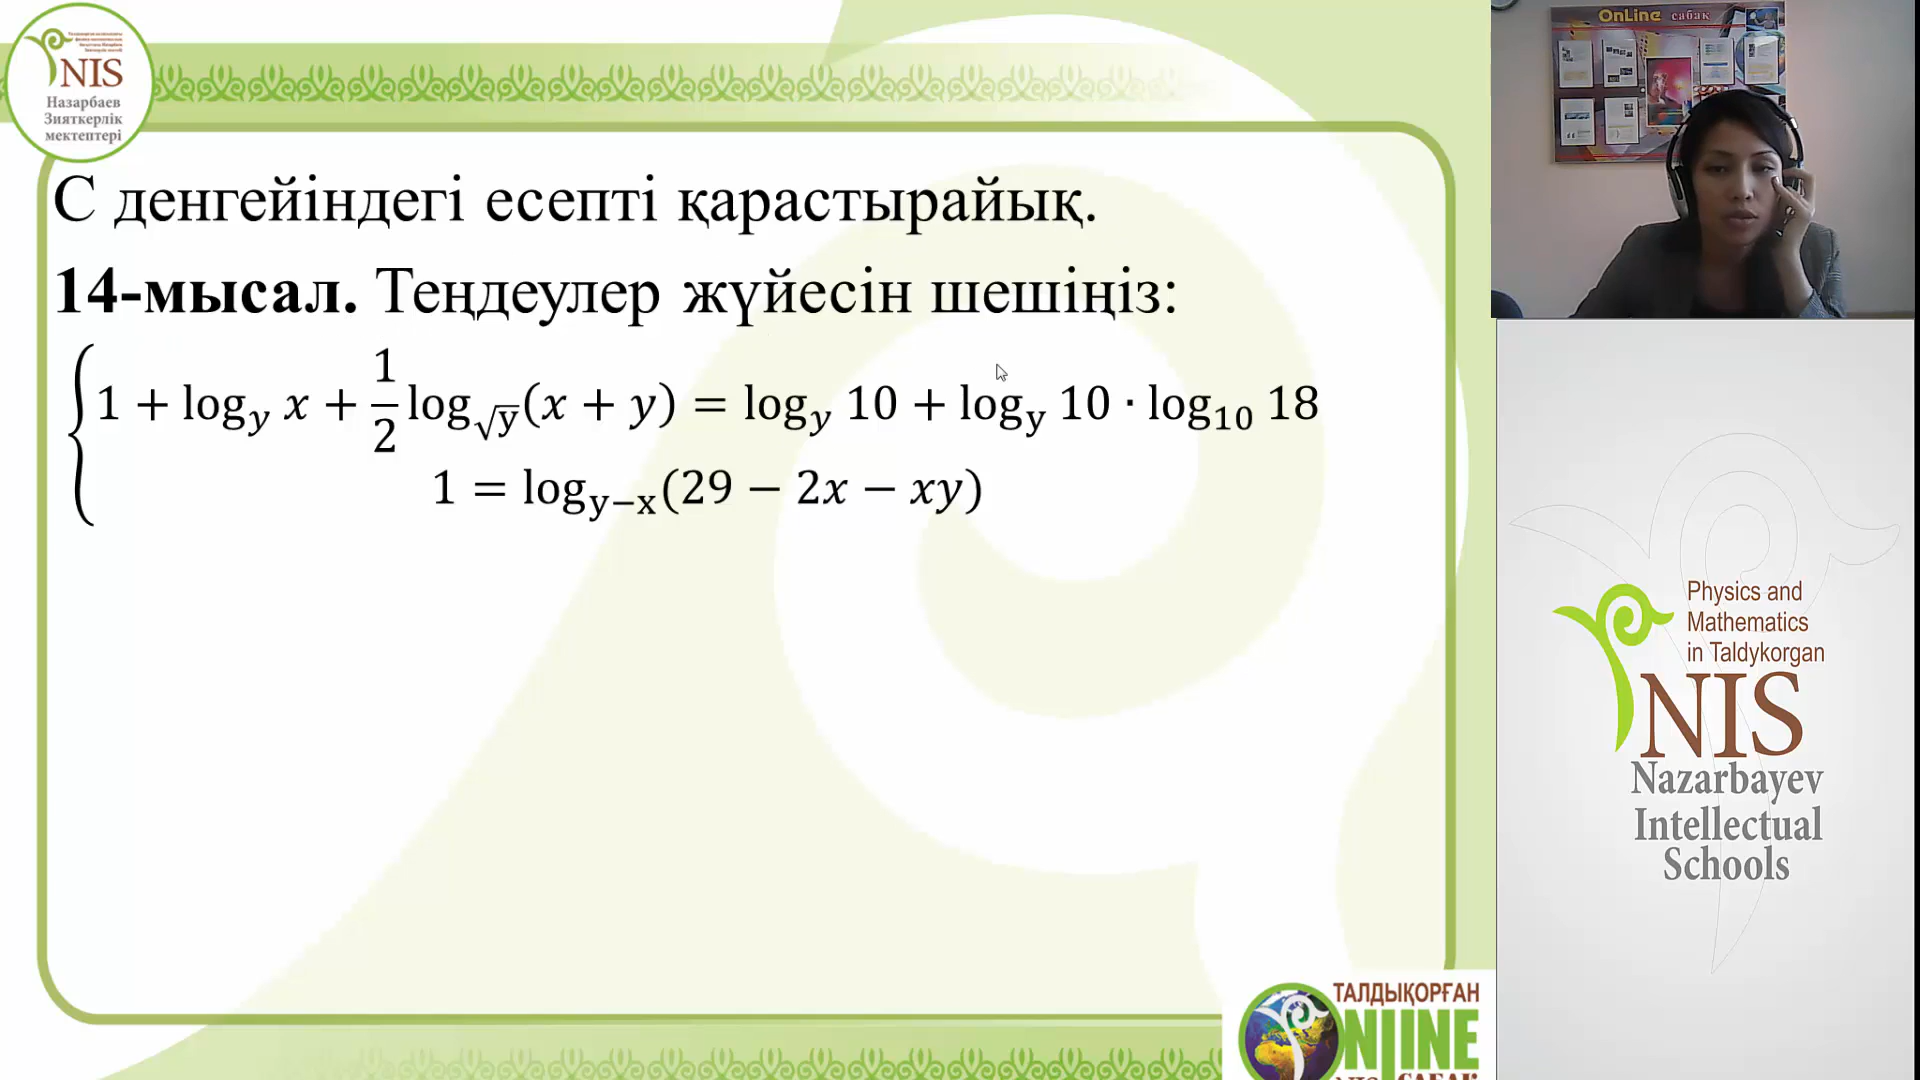 NIS
Назарбаев
Зияткерлік
мектептері
С денгейіндегі есепті қарастырайық.
14-мысал. Теңдеулер жүйесін шешіңіз:
1 + log_y x + 1/2 log_√y (x + y) = log_y 10 + log_y 10 · log_10 18
1 = log_y−x (29 − 2x − xy)
OnLine сабақ
Physics and
Mathematics
in Taldykorgan
NIS
Nazarbayev
Intellectual
Schools
ТАЛДЫҚОРҒАН
ONLINE